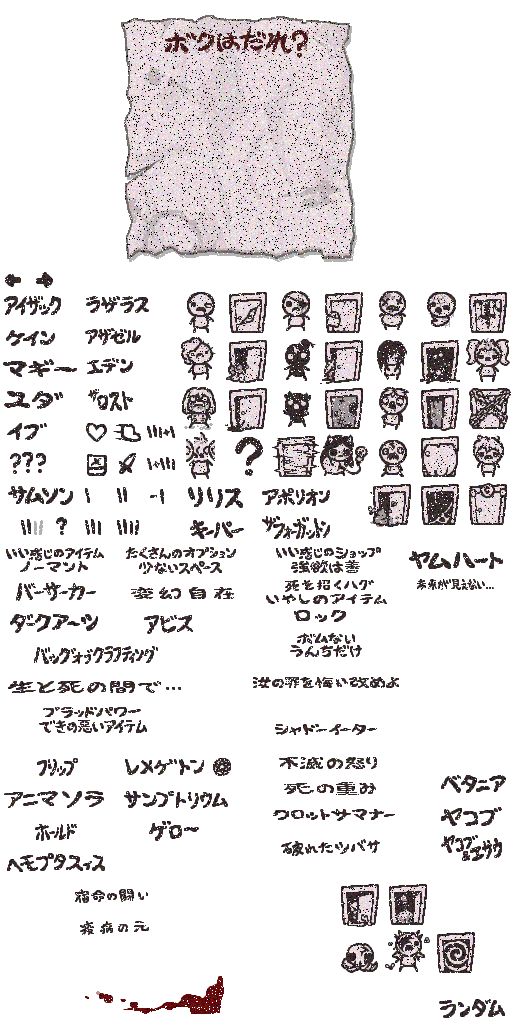 ボクはだれ?
アイザック
ラザラス
ケイン
アザゼル
マギー
エデン
ユダ
ザロスト
イブ
???
サムソン
リリス
アポリオン
?
キーパー
ザフォーガットン
いい感じのアイテム
ノーマント
たくさんのオプション
少ないスペース
いい感じのショップ
強欲は善
ヤムハート
未来が見えない…
バーサーカー
変幻自在
死を招くハグ
いやしのアイテム
ロック
ダークアーツ
アビス
ボムない
うんちだけ
バッグオブクラフティング
生と死の間で…
汝の罪を悔い改めよ
ブラッドパワー
できの悪いアイテム
シャドーイーター
フリップ
レメゲトン
不滅の怒り
死の重み
ベタニア
アニマソラ
サンプトリウム
クロットサマナー
ヤコブ
ホールド
ゲロ～
破れたツバサ
ヤコブ
&エサウ
ヘモプタスィス
宿命の闘い
疫病の元
ランダム